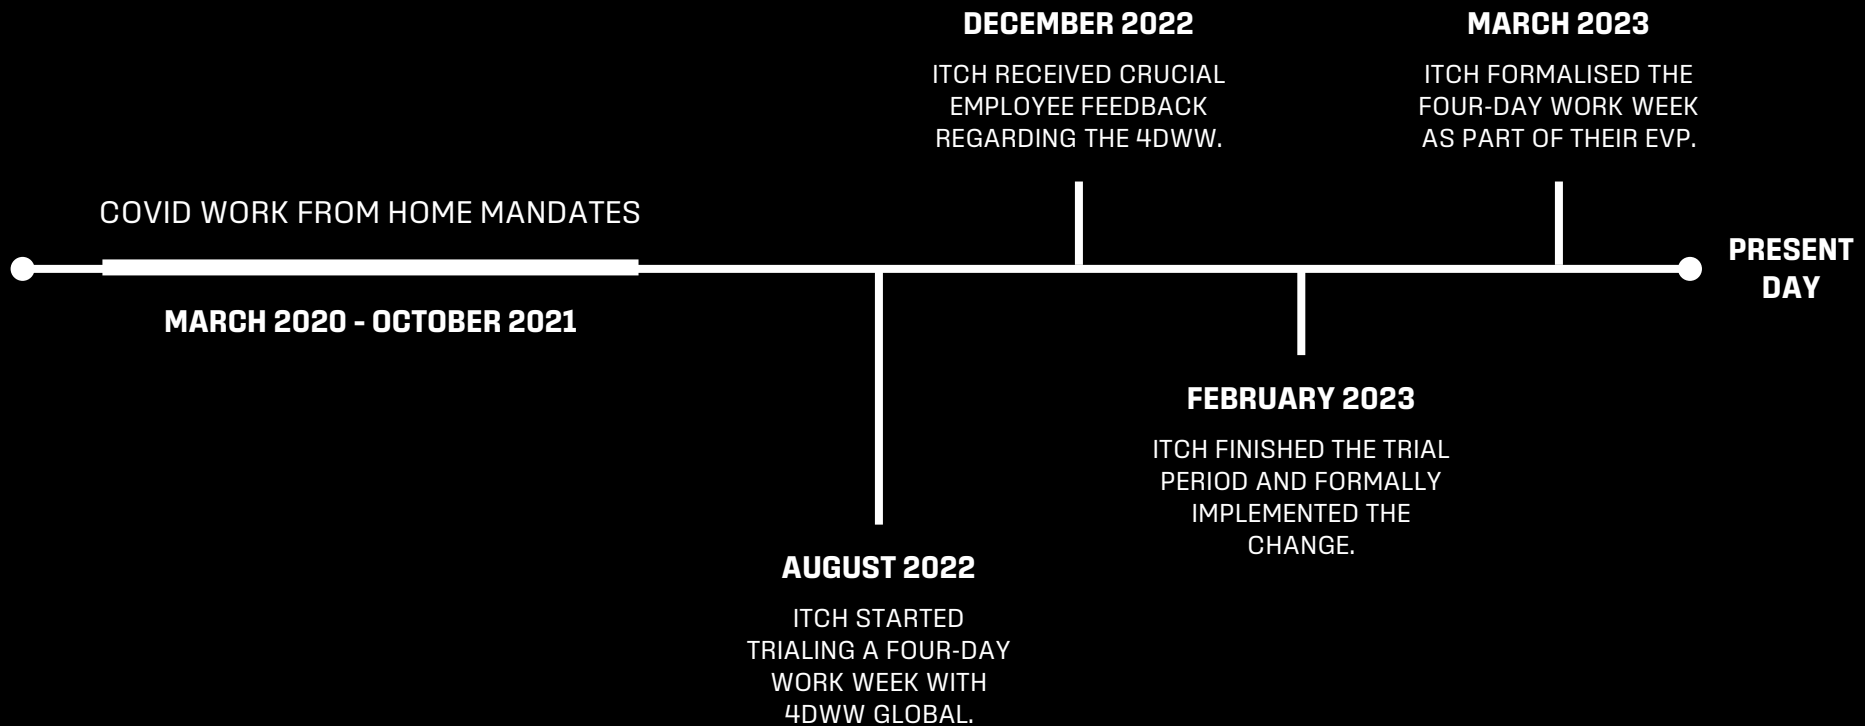 DECEMBER 2022
ITCH RECEIVED CRUCIAL
EMPLOYEE FEEDBACK
REGARDING THE 4DWW.
MARCH 2023
ITCH FORMALISED THE
FOUR-DAY WORK WEEK
AS PART OF THEIR EVP.
COVID WORK FROM HOME MANDATES
MARCH 2020 - OCTOBER 2021
PRESENT
DAY
FEBRUARY 2023
ITCH FINISHED THE TRIAL
PERIOD AND FORMALLY
IMPLEMENTED THE
CHANGE.
AUGUST 2022
ITCH STARTED
TRIALING A FOUR-DAY
WORK WEEK WITH
4DWW GLOBAL.